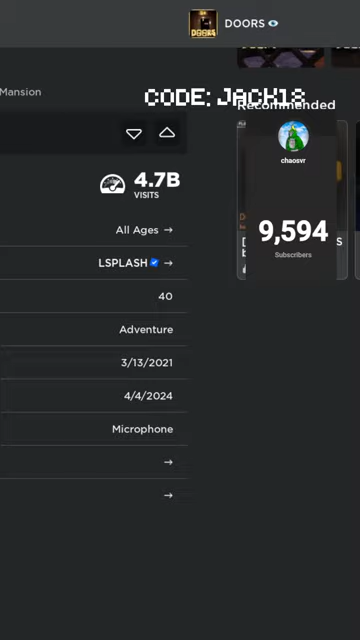 DOORS
Mansion
CODE: JACK18
Recommended
chaosvr
4.7B
VISITS
9,594
Subscribers
All Ages →
LSPLASH →
40
Adventure
3/13/2021
4/4/2024
Microphone
→
→